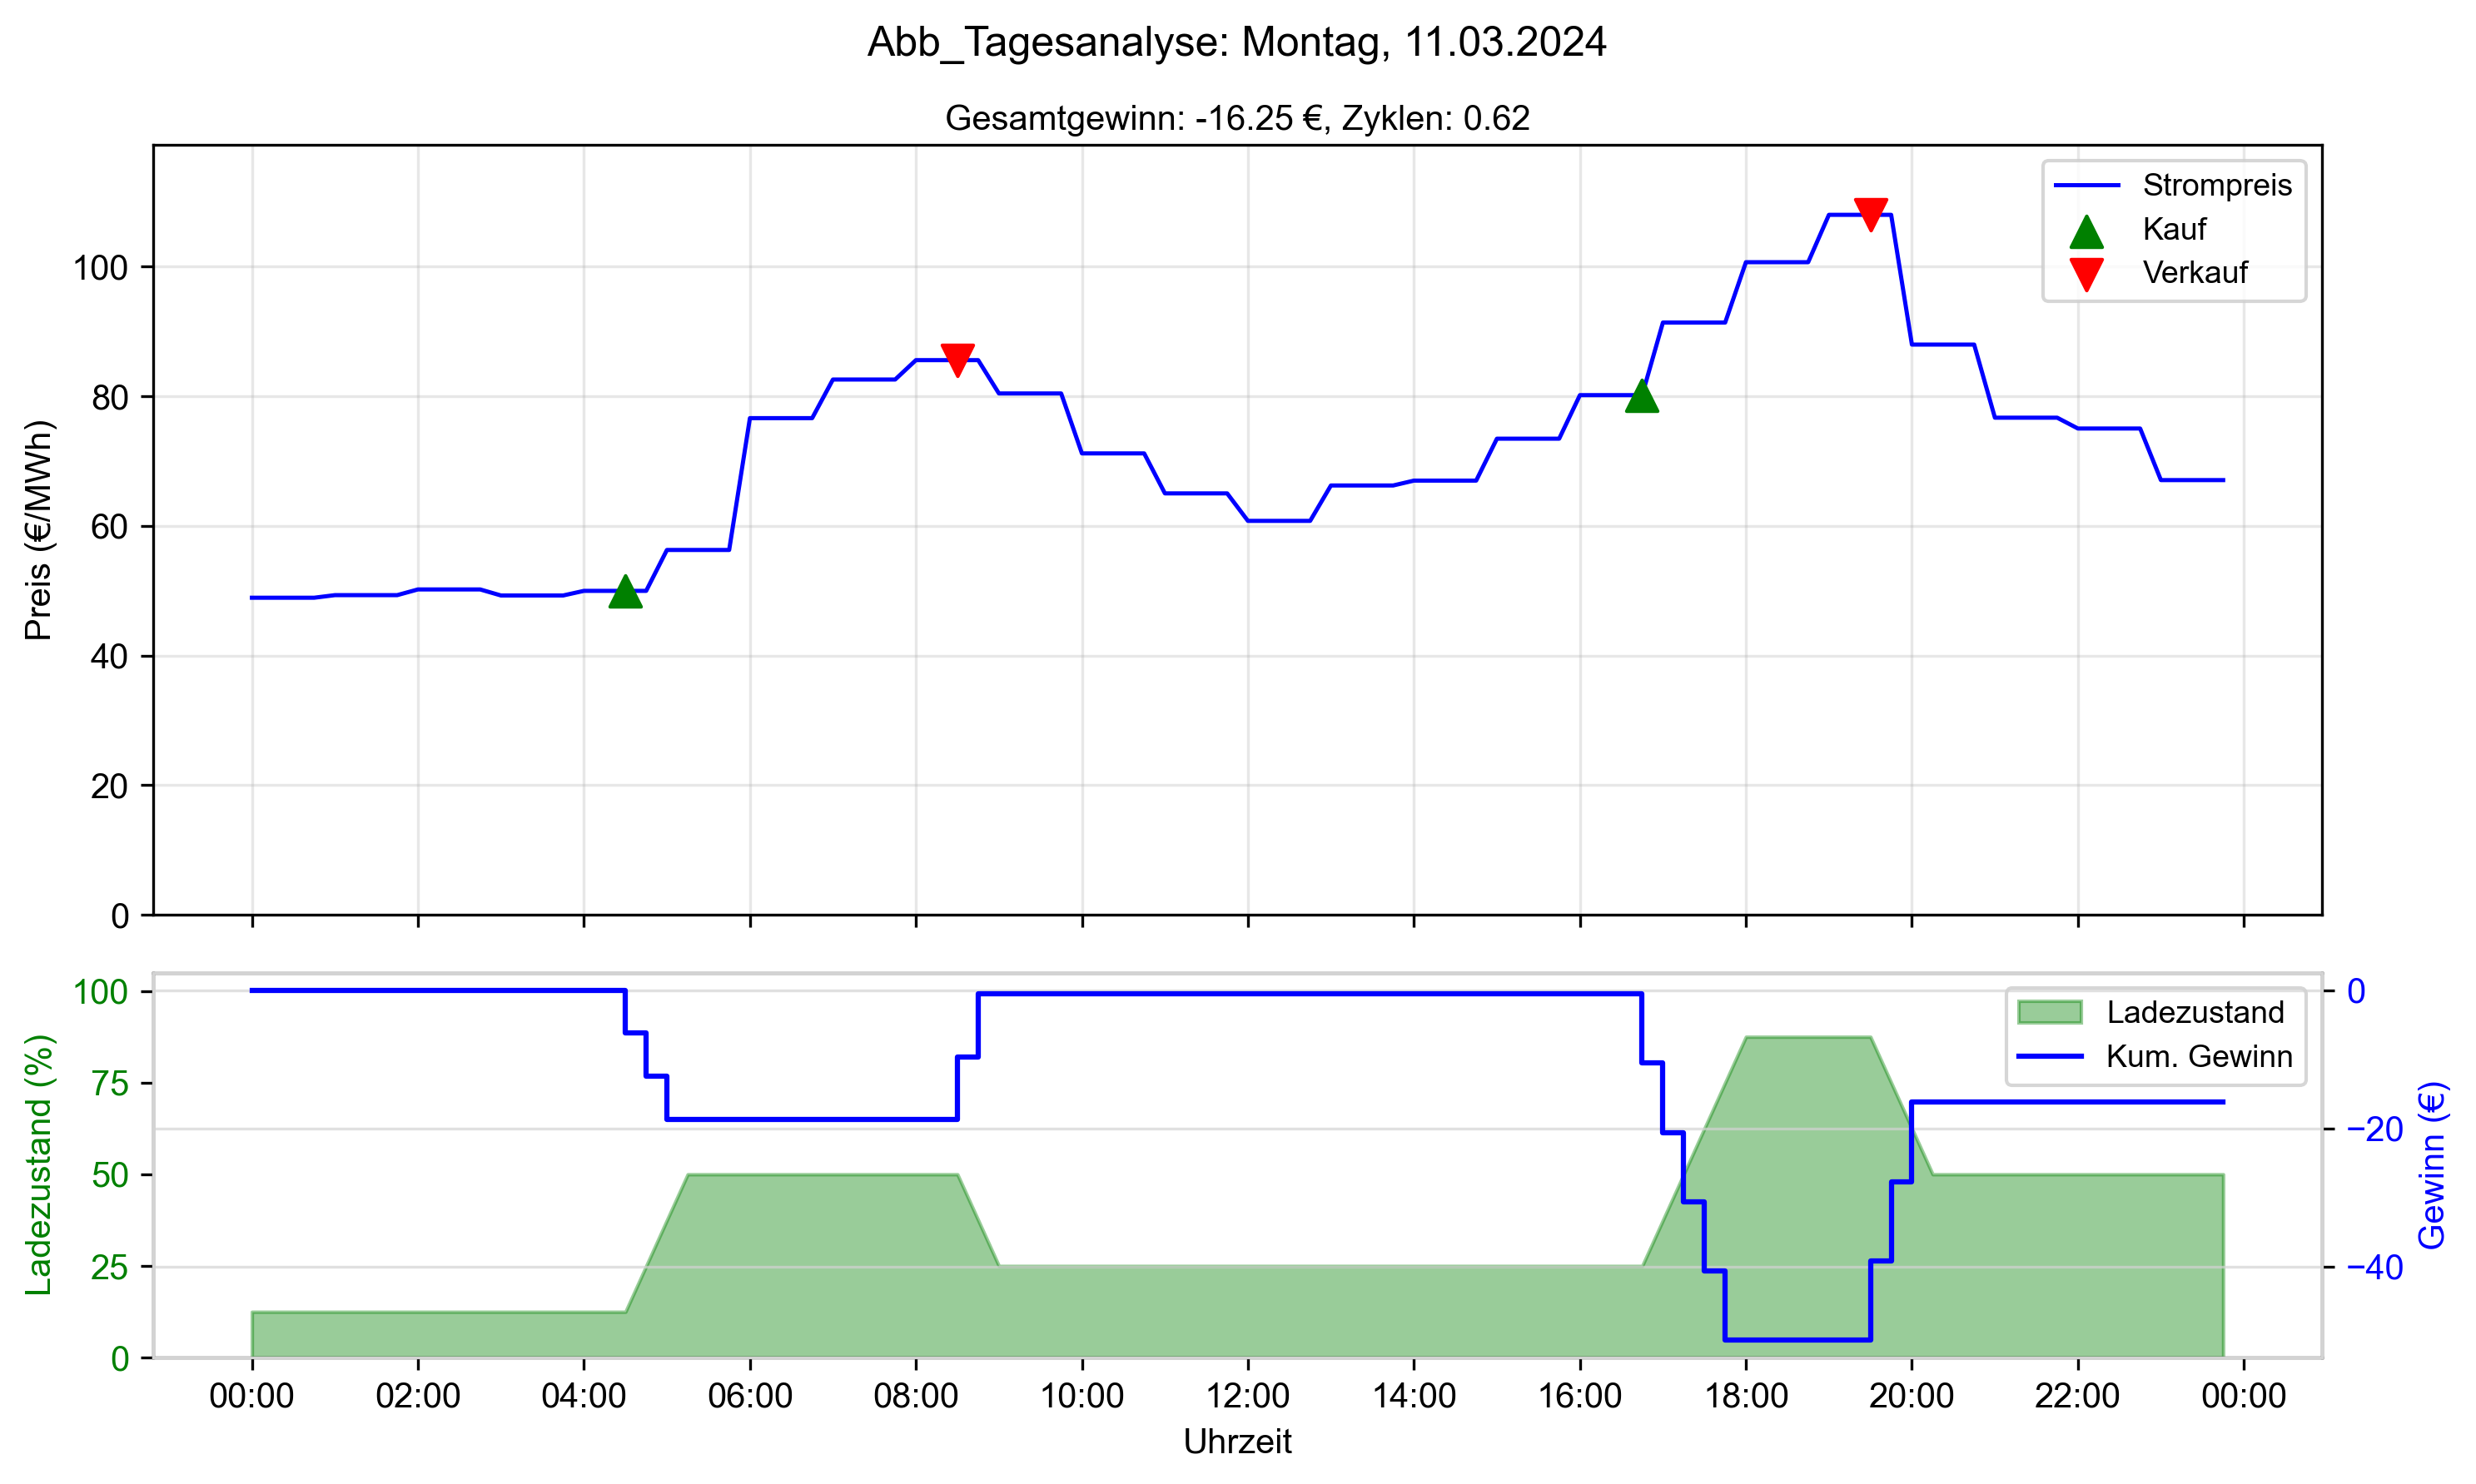 Abb_Tagesanalyse: Montag, 11.03.2024
Gesamtgewinn: -16.25 €, Zyklen: 0.62
Preis (€/MWh)
100
80
60
40
20
0
Strompreis
Kauf
Verkauf
Ladezustand (%)
100
75
50
25
0
Ladezustand
Kum. Gewinn
0
−20
−40
Gewinn (€)
00:00 02:00 04:00 06:00 08:00 10:00 12:00 14:00 16:00 18:00 20:00 22:00 00:00
Uhrzeit